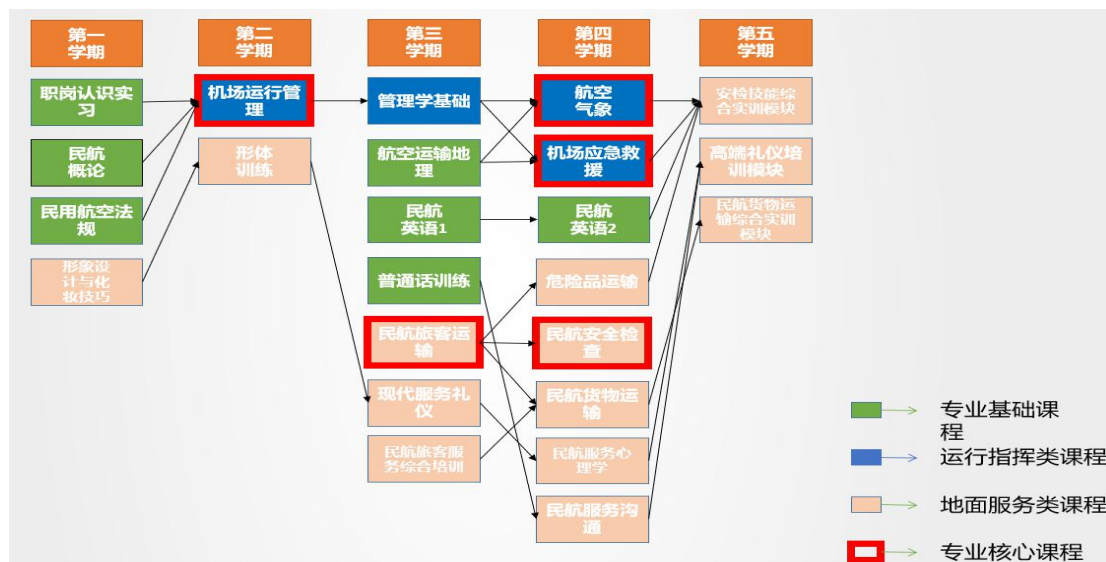 第一
学期
第二
学期
第三
学期
第四
学期
第五
学期
职岗认识实
习
机场运行管
理
管理学基础
航空
气象
安检技能综
合实训模块
民航
概论
形体
训练
航空运输地
理
机场应急救
援
高端礼仪培
训模块
民用航空法
规
民航
英语1
民航
英语2
民航货物运
输综合实训
模块
形象设
计与化
妆技巧
普通话训练
危险品运输
民航旅客运
输
民航安全检
查
现代服务礼
仪
民航货物运
输
民航旅客服
务综合培训
民航服务心
理学
民航服务沟
通
专业基础课
程
运行指挥类课程
地面服务类课程
专业核心课程